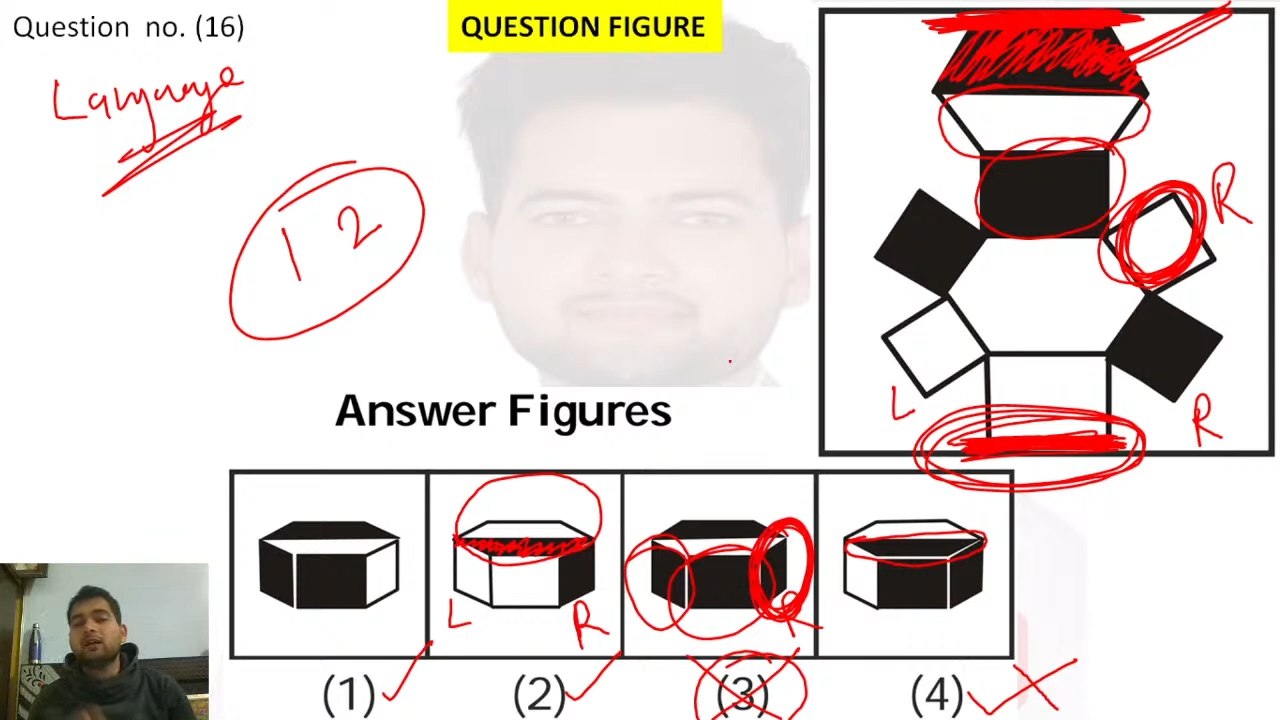 Question no. (16)
QUESTION FIGURE
Language
1 2
R
L
R
Answer Figures
L
R
R
(1)
(2)
(3)
(4)